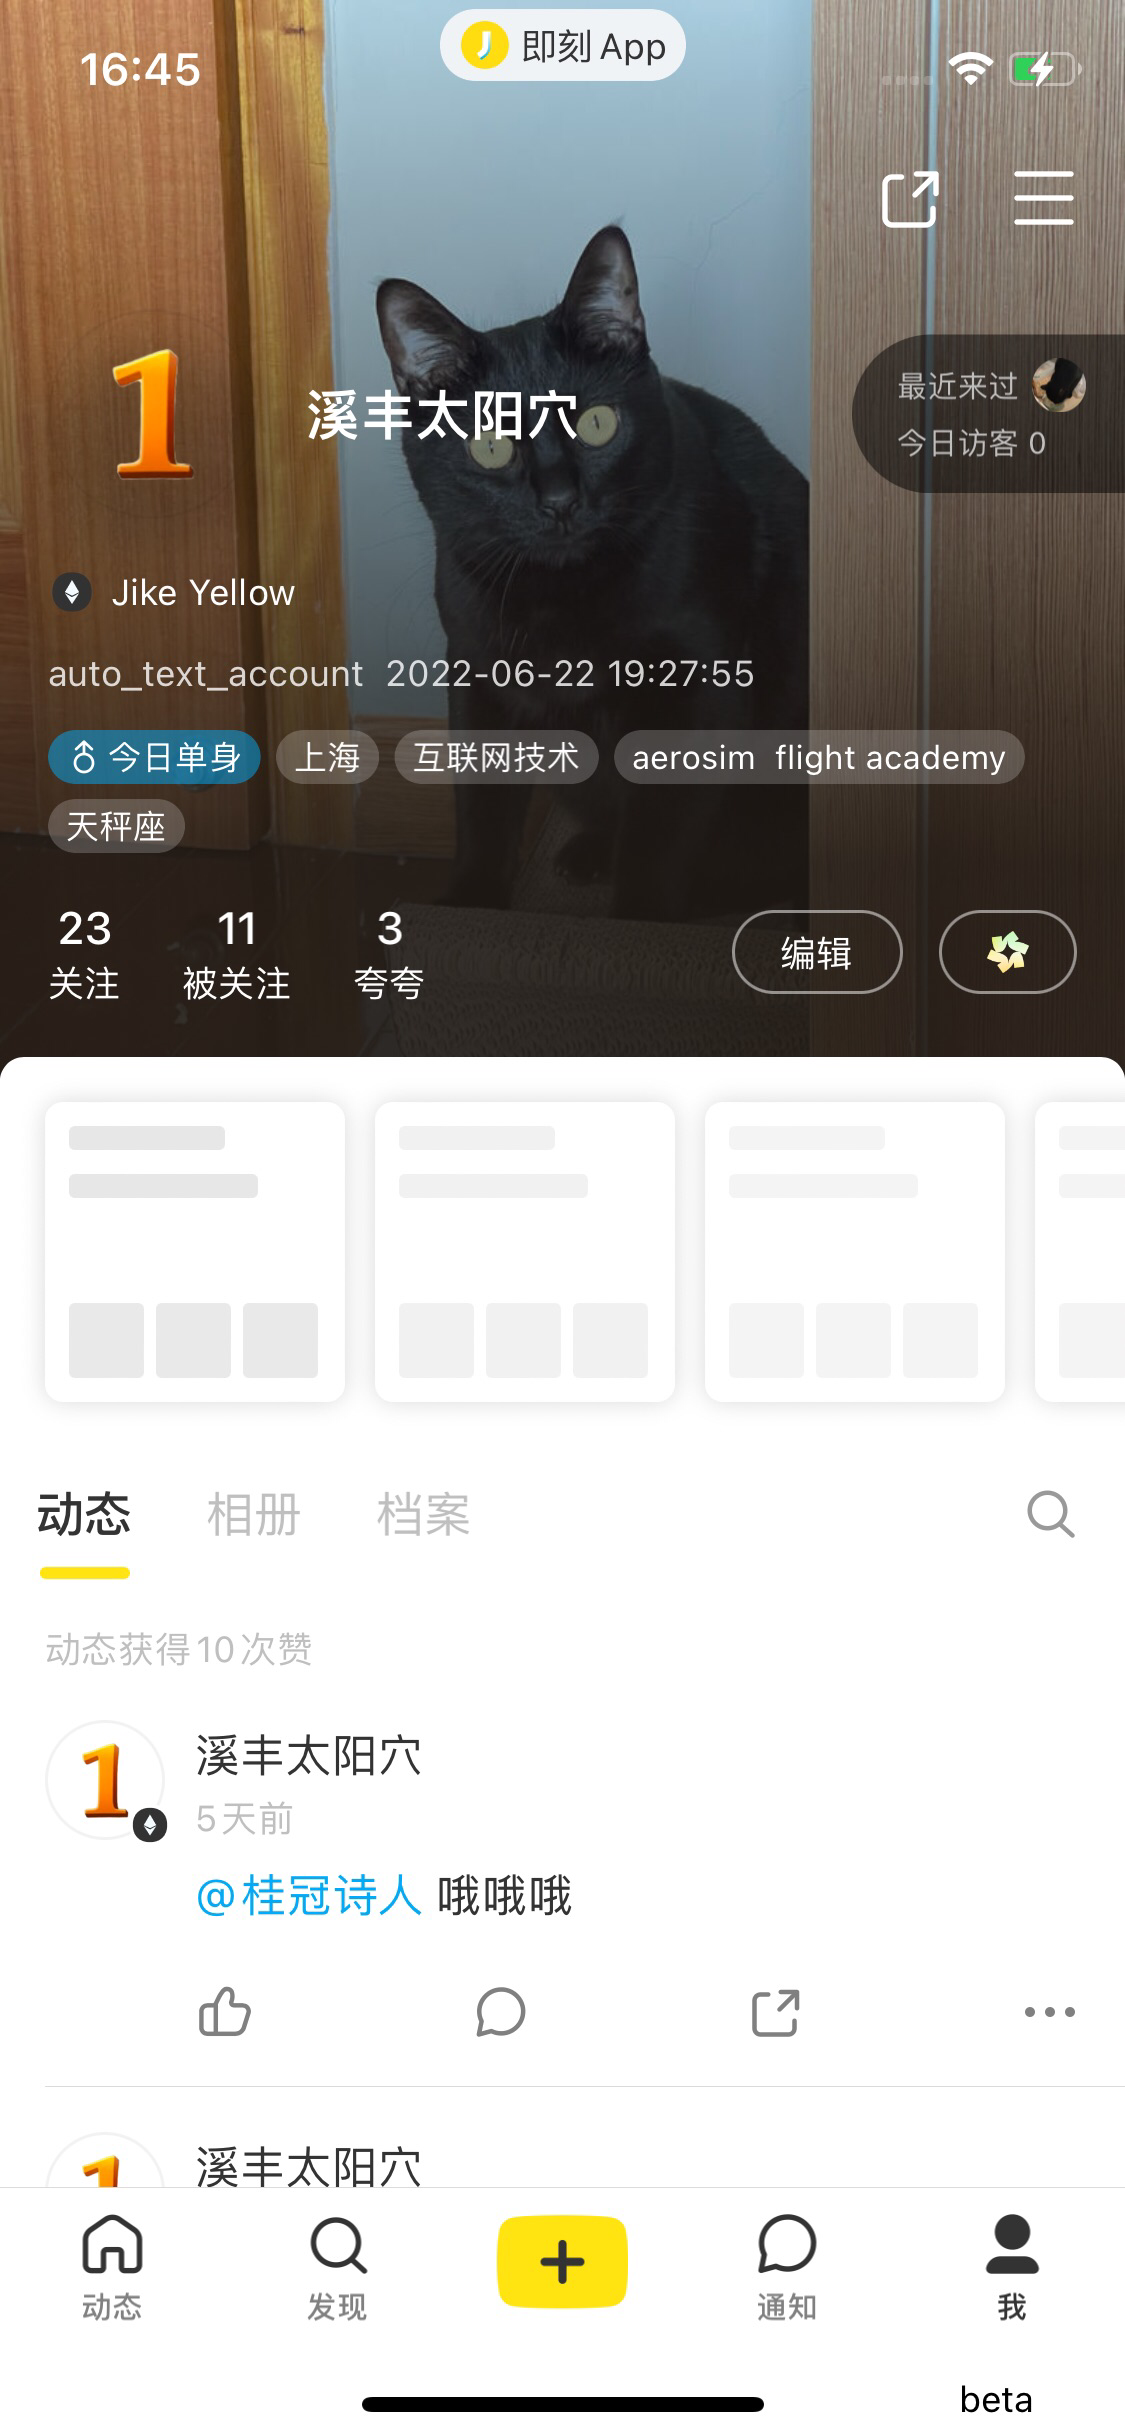 16:45
即刻 App
1
溪丰太阳穴
最近来过
今日访客 0
Jike Yellow
auto_text_account 2022-06-22 19:27:55
今日单身
上海
互联网技术
aerosim flight academy
天秤座
23
关注
11
被关注
3
夸夸
编辑
动态
相册
档案
动态获得10次赞
1
溪丰太阳穴
5天前
@桂冠诗人 哦哦哦
1
溪丰太阳穴
动态
发现
通知
我
beta